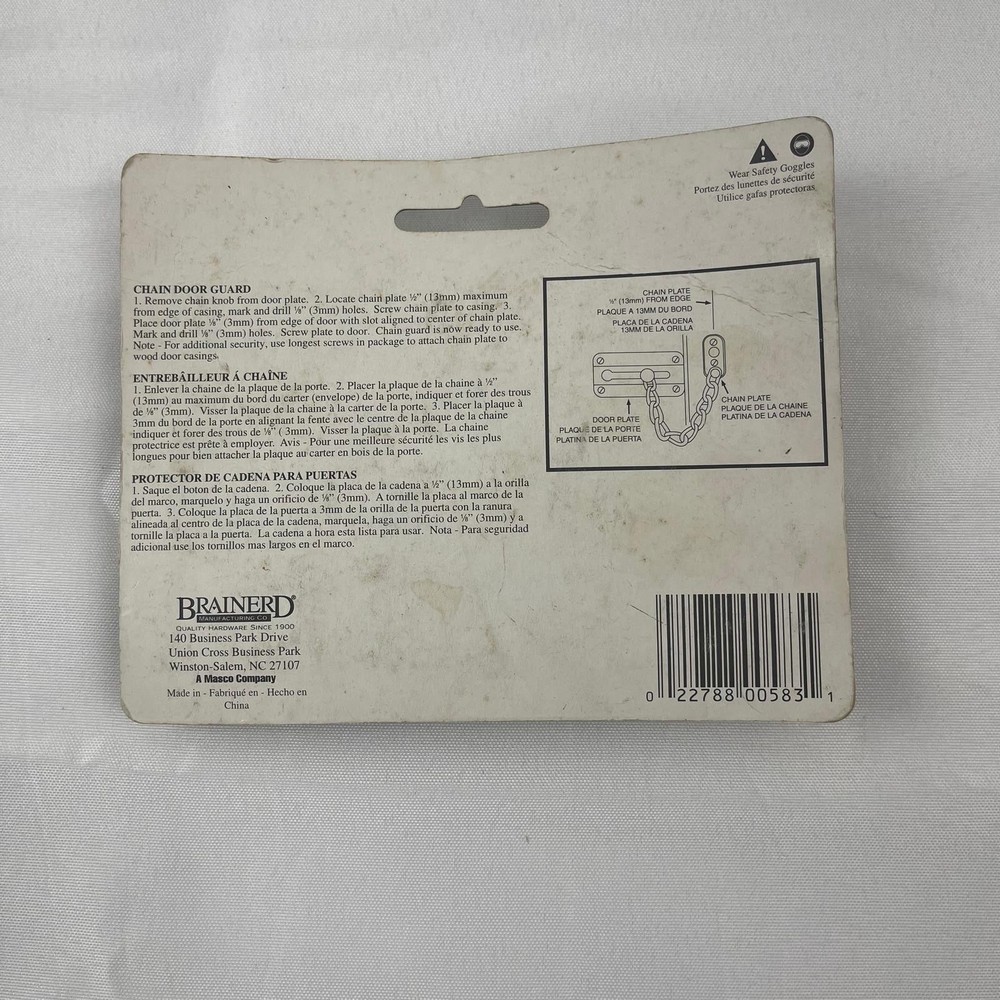 Wear Safety Goggles
Portez des lunettes de sécurité
Utilice gafas protectoras
CHAIN DOOR GUARD
1. Remove chain knob from door plate. 2. Locate chain plate ½" (13mm) maximum
from edge of casing, mark and drill ⅛" (3mm) holes. Screw chain plate to casing. 3.
Place door plate ⅛" (3mm) from edge of door with slot aligned to center of chain plate.
Mark and drill ⅛" (3mm) holes. Screw plate to door. Chain guard is now ready to use.
Note - For additional security, use longest screws in package to attach chain plate to
wood door casings.
ENTREBÂILLEUR Á CHAÎNE
1. Enlever la chaine de la plaque de la porte. 2. Placer la plaque de la chaine à ½"
(13mm) au maximum du bord du carter (envelope) de la porte, indiquer et forer des trous
de ⅛" (3mm). Visser la plaque de la chaine à la carter de la porte. 3. Placer la plaque à
3mm du bord de la porte en alignant la fente avec le centre de la plaque de la chaine
indiquer et forer des trous de ⅛" ( 3mm). Visser la plaque à la porte. La chaine
protectrice est prête à employer. Avis - Pour une meilleure sécurité les vis les plus
longues pour bien attacher la plaque au carter en bois de la porte.
PROTECTOR DE CADENA PARA PUERTAS
1. Saque el boton de la cadena. 2. Coloque la placa de la cadena a ½" (13mm) a la orilla
del marco, marquelo y haga un orificio de ⅛" (3mm). A tornille la placa al marco de la
puerta. 3. Coloque la placa de la puerta a 3mm de la orilla de la puerta con la ranura
alineada al centro de la placa de la cadena, marquela, haga un orificio de ⅛" (3mm) y a
tornille la placa a la puerta. La cadena a hora esta lista para usar. Nota - Para seguridad
adicional use los tornillos mas largos en el marco.
CHAIN PLATE
½" (13mm) FROM EDGE
PLAQUE A 13MM DU BORD
PLACA DE LA CADENA
13MM DE LA ORILLA
CHAIN PLATE
PLAQUE DE LA CHAINE
PLATINA DE LA CADENA
DOOR PLATE
PLAQUE DE LA PORTE
PLATINA DE LA PUERTA
BRAINERD®
MANUFACTURING CO
QUALITY HARDWARE SINCE 1900
140 Business Park Drive
Union Cross Business Park
Winston-Salem, NC 27107
A Masco Company
Made in - Fabriqué en - Hecho en
China
0 22788 00583 1